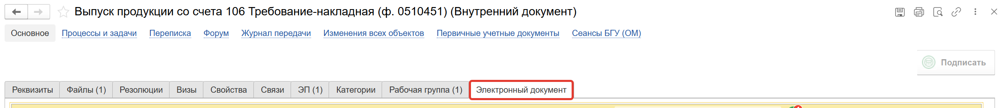 Выпуск продукции со счета 106 Требование-накладная (ф. 0510451) (Внутренний документ)
Основное Процессы и задачи Переписка Форум Журнал передачи Изменения всех объектов Первичные учетные документы Сеансы БГУ (ОМ)
Подписать
Реквизиты Файлы (1) Резолюции Визы Свойства Связи ЭП (1) Категории Рабочая группа (1) Электронный документ